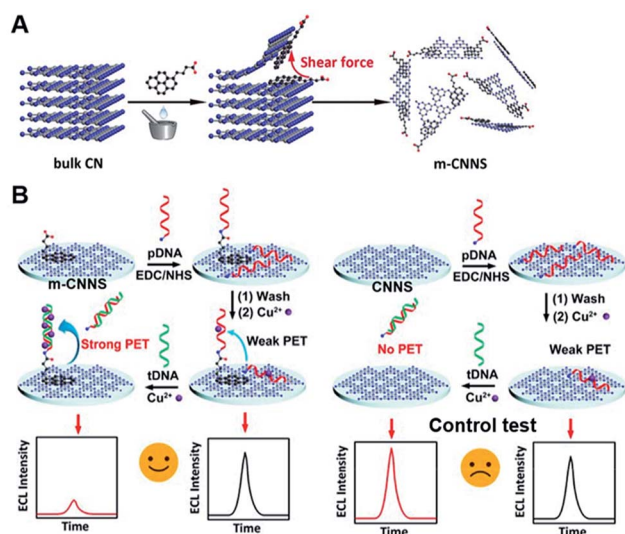 A
Shear force
bulk CN
m-CNNS
B
m-CNNS
pDNA
EDC/NHS
(1) Wash
(2) Cu²⁺
Strong PET
tDNA
Cu²⁺
Weak PET
ECL Intensity
Time
ECL Intensity
Time
CNNS
pDNA
EDC/NHS
(1) Wash
(2) Cu²⁺
No PET
tDNA
Cu²⁺
Weak PET
Control test
ECL Intensity
Time
ECL Intensity
Time